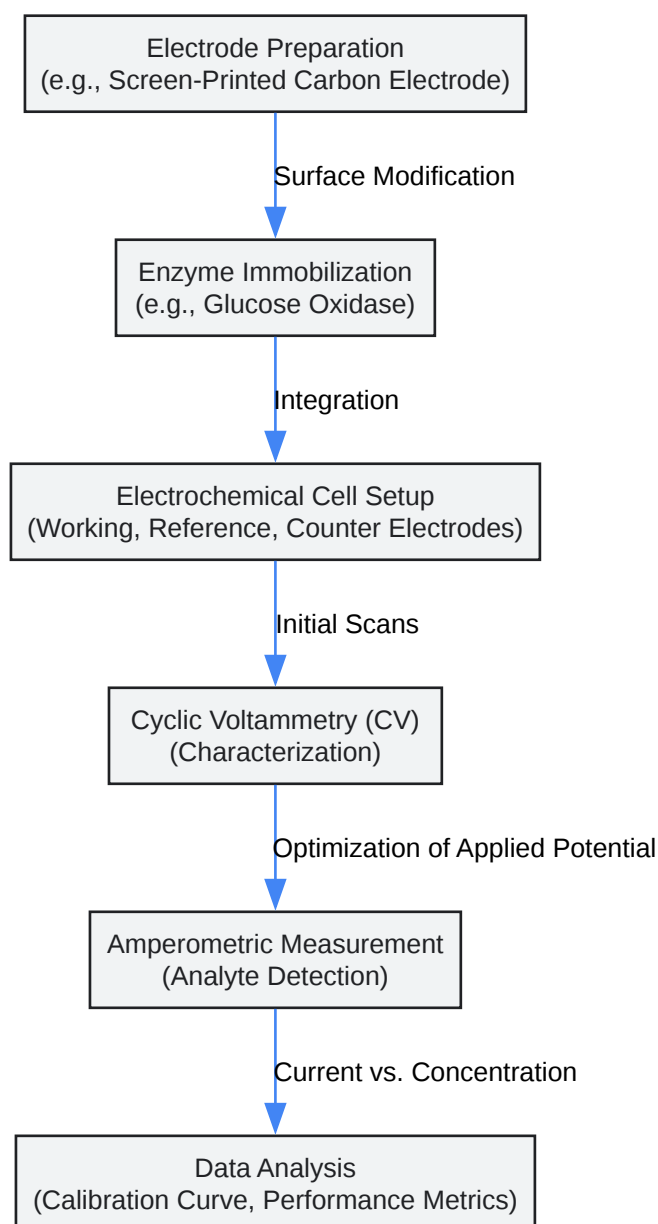 Electrode Preparation
(e.g., Screen-Printed Carbon Electrode)
Surface Modification
Enzyme Immobilization
(e.g., Glucose Oxidase)
Integration
Electrochemical Cell Setup
(Working, Reference, Counter Electrodes)
Initial Scans
Cyclic Voltammetry (CV)
(Characterization)
Optimization of Applied Potential
Amperometric Measurement
(Analyte Detection)
Current vs. Concentration
Data Analysis
(Calibration Curve, Performance Metrics)